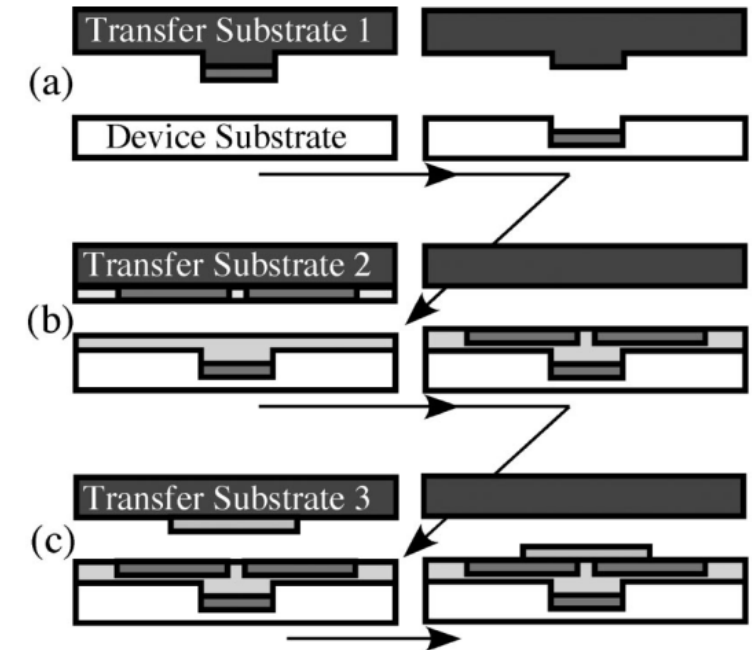 Transfer Substrate 1
(a)
Device Substrate
Transfer Substrate 2
(b)
Transfer Substrate 3
(c)